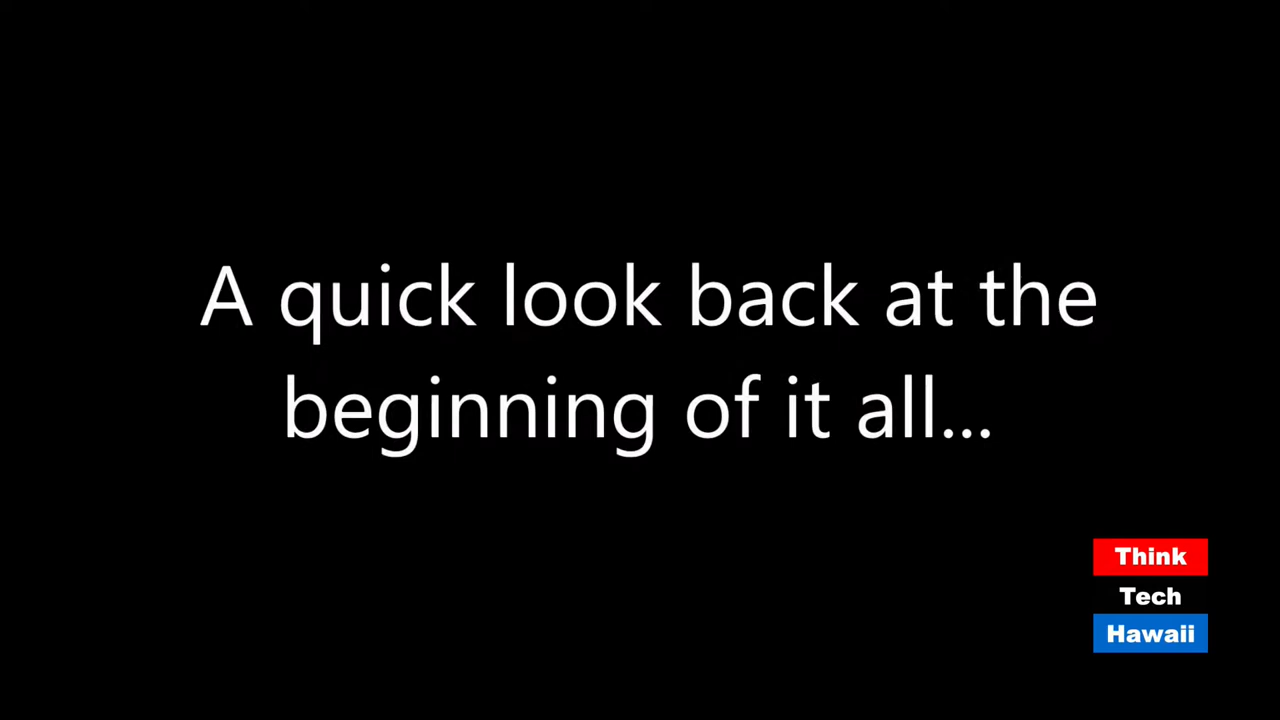 A quick look back at the
beginning of it all...
Think
Tech
Hawaii